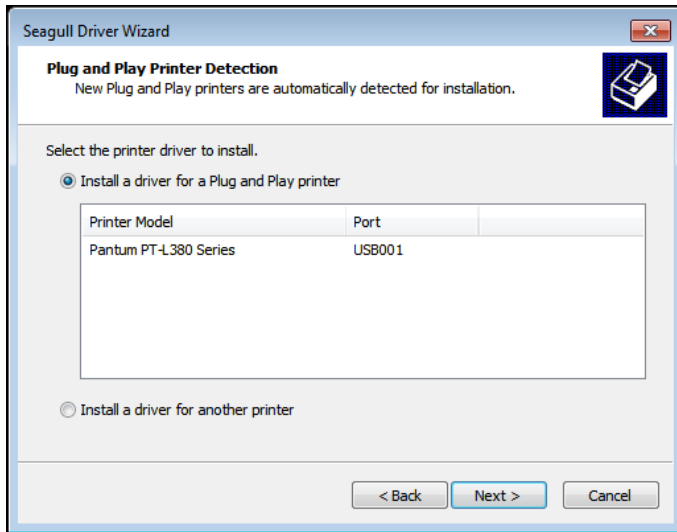 Seagull Driver Wizard
Plug and Play Printer Detection
New Plug and Play printers are automatically detected for installation.
Select the printer driver to install.
Install a driver for a Plug and Play printer
Printer Model Port
Pantum PT-L380 Series USB001
Install a driver for another printer
< Back Next > Cancel